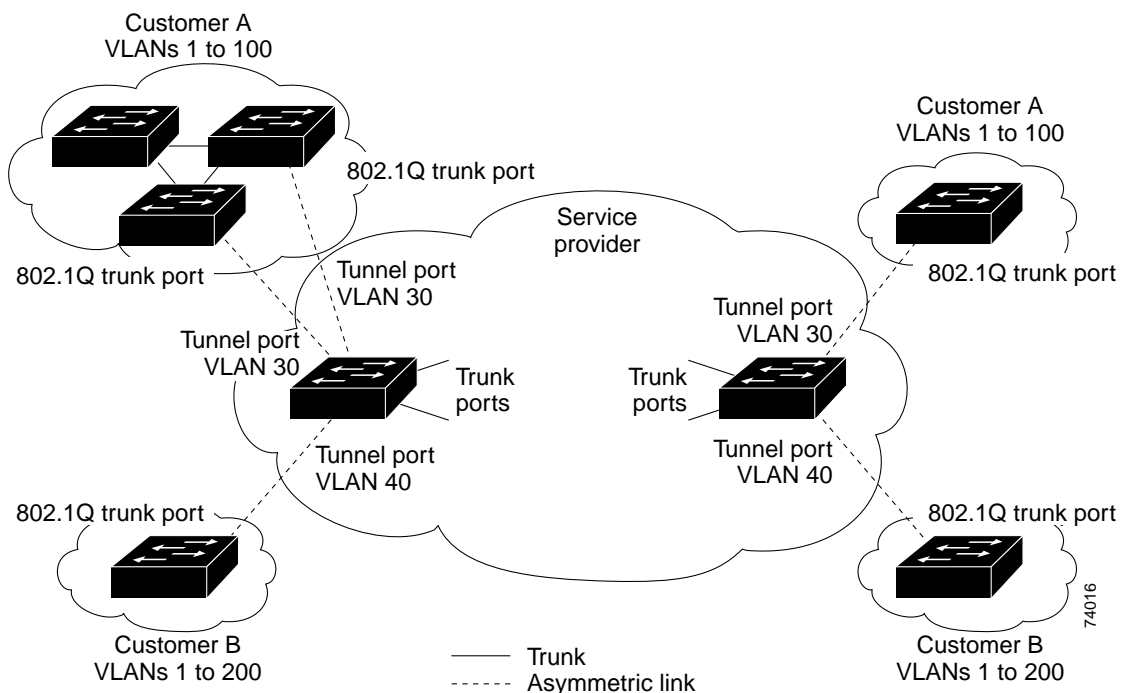 Customer A
VLANs 1 to 100
Customer A
VLANs 1 to 100
802.1Q trunk port
Service
provider
802.1Q trunk port
802.1Q trunk port
Tunnel port
VLAN 30
Tunnel port
VLAN 30
Tunnel port
VLAN 30
Trunk
ports
Trunk
ports
Tunnel port
VLAN 40
Tunnel port
VLAN 40
802.1Q trunk port
802.1Q trunk port
74016
Customer B
VLANs 1 to 200
Customer B
VLANs 1 to 200
Trunk
Asymmetric link